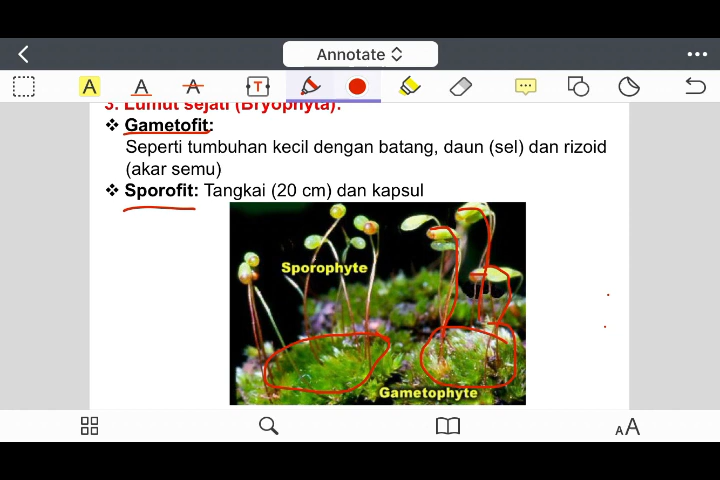 Annotate
A
A
A
T
3. Lumut sejati (Bryophyta):
❖ Gametofit:
Seperti tumbuhan kecil dengan batang, daun (sel) dan rizoid
(akar semu)
❖ Sporofit: Tangkai (20 cm) dan kapsul
Sporophyte
Gametophyte
AA